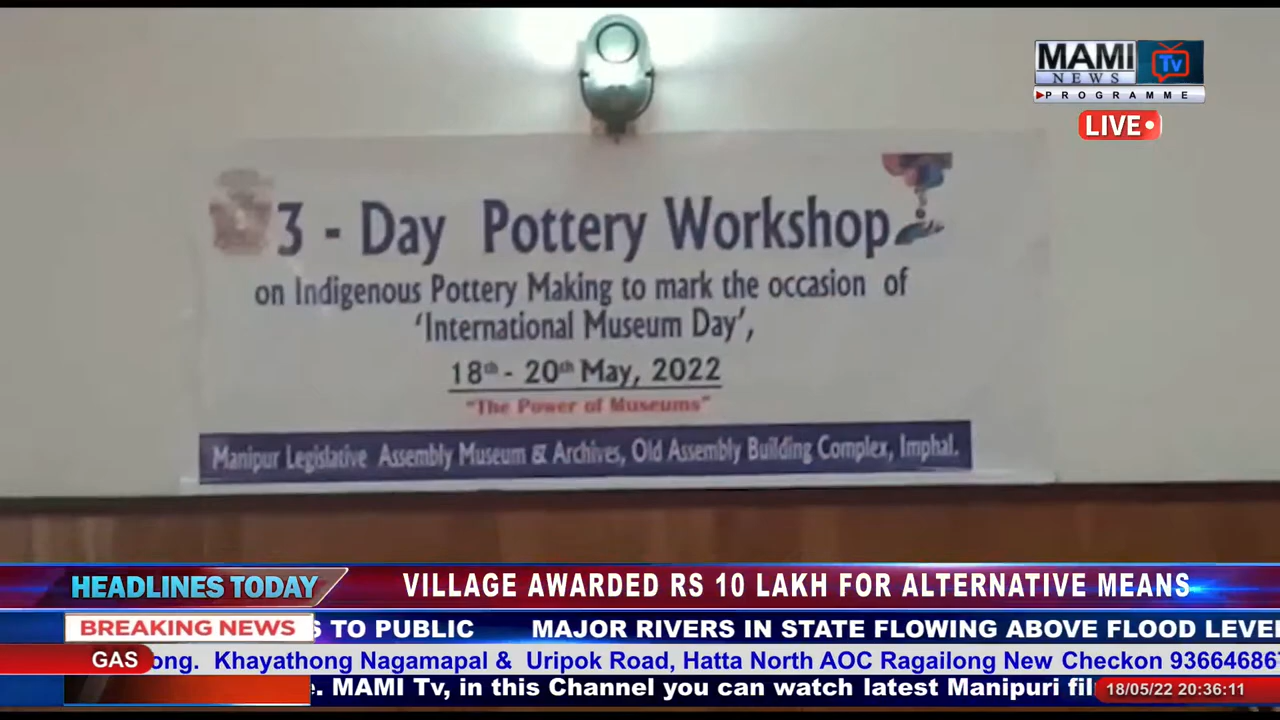 MAMI
Tv
NEWS
PROGRAMME
LIVE
3 - Day Pottery Workshop
on Indigenous Pottery Making to mark the occasion of
‘International Museum Day’,
18th - 20th May, 2022
"The Power of Museums"
Manipur Legislative Assembly Museum & Archives, Old Assembly Building Complex, Imphal.
HEADLINES TODAY
VILLAGE AWARDED RS 10 LAKH FOR ALTERNATIVE MEANS
BREAKING NEWS
TO PUBLIC MAJOR RIVERS IN STATE FLOWING ABOVE FLOOD
GAS
ong. Khayathong Nagamapal & Uripok Road, Hatta North AOC Ragailong New Checkon 93664686
e. MAMI Tv, in this Channel you can watch latest Manipuri fil
18/05/22 20:36:11